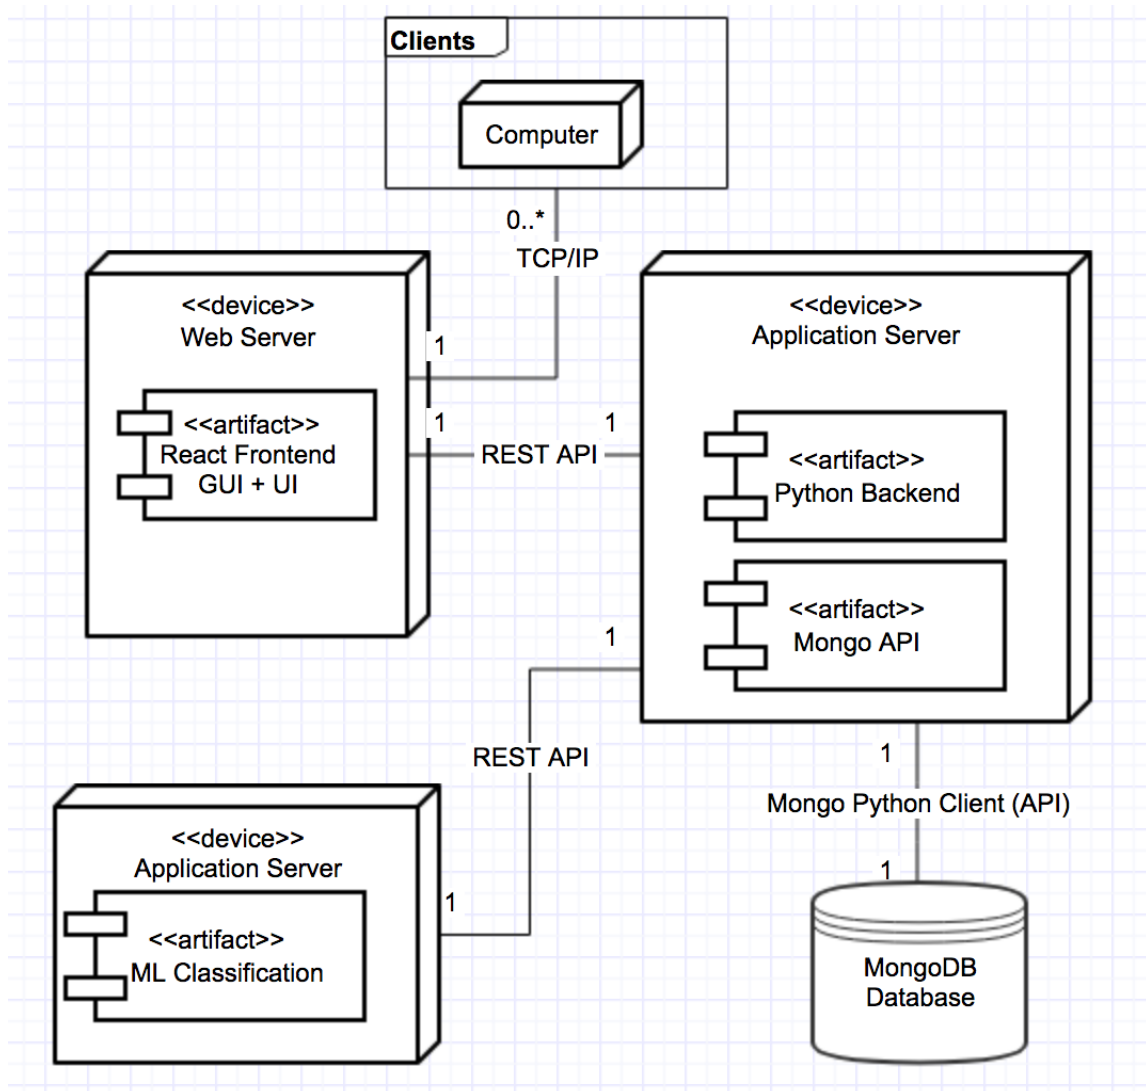 Clients
Computer
0..*
TCP/IP
<<device>>
Web Server
1
<<artifact>>
React Frontend
GUI + UI
1
REST API
1
<<device>>
Application Server
<<artifact>>
Python Backend
<<artifact>>
Mongo API
1
REST API
1
<<device>>
Application Server
<<artifact>>
ML Classification
1
Mongo Python Client (API)
1
MongoDB
Database